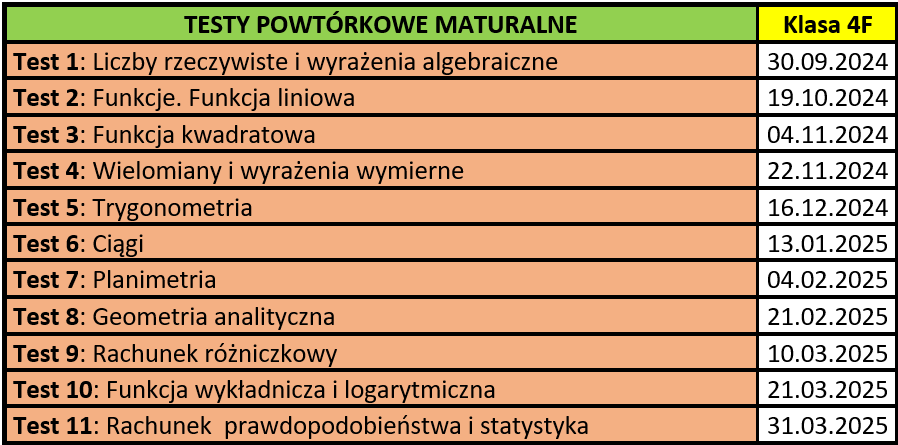 TESTY POWTÓRKOWE MATURALNE Klasa 4F
Test 1: Liczby rzeczywiste i wyrażenia algebraiczne 30.09.2024
Test 2: Funkcje. Funkcja liniowa 19.10.2024
Test 3: Funkcja kwadratowa 04.11.2024
Test 4: Wielomiany i wyrażenia wymierne 22.11.2024
Test 5: Trygonometria 16.12.2024
Test 6: Ciągi 13.01.2025
Test 7: Planimetria 04.02.2025
Test 8: Geometria analityczna 21.02.2025
Test 9: Rachunek różniczkowy 10.03.2025
Test 10: Funkcja wykładnicza i logarytmiczna 21.03.2025
Test 11: Rachunek  prawdopodobieństwa i statystyka 31.03.2025